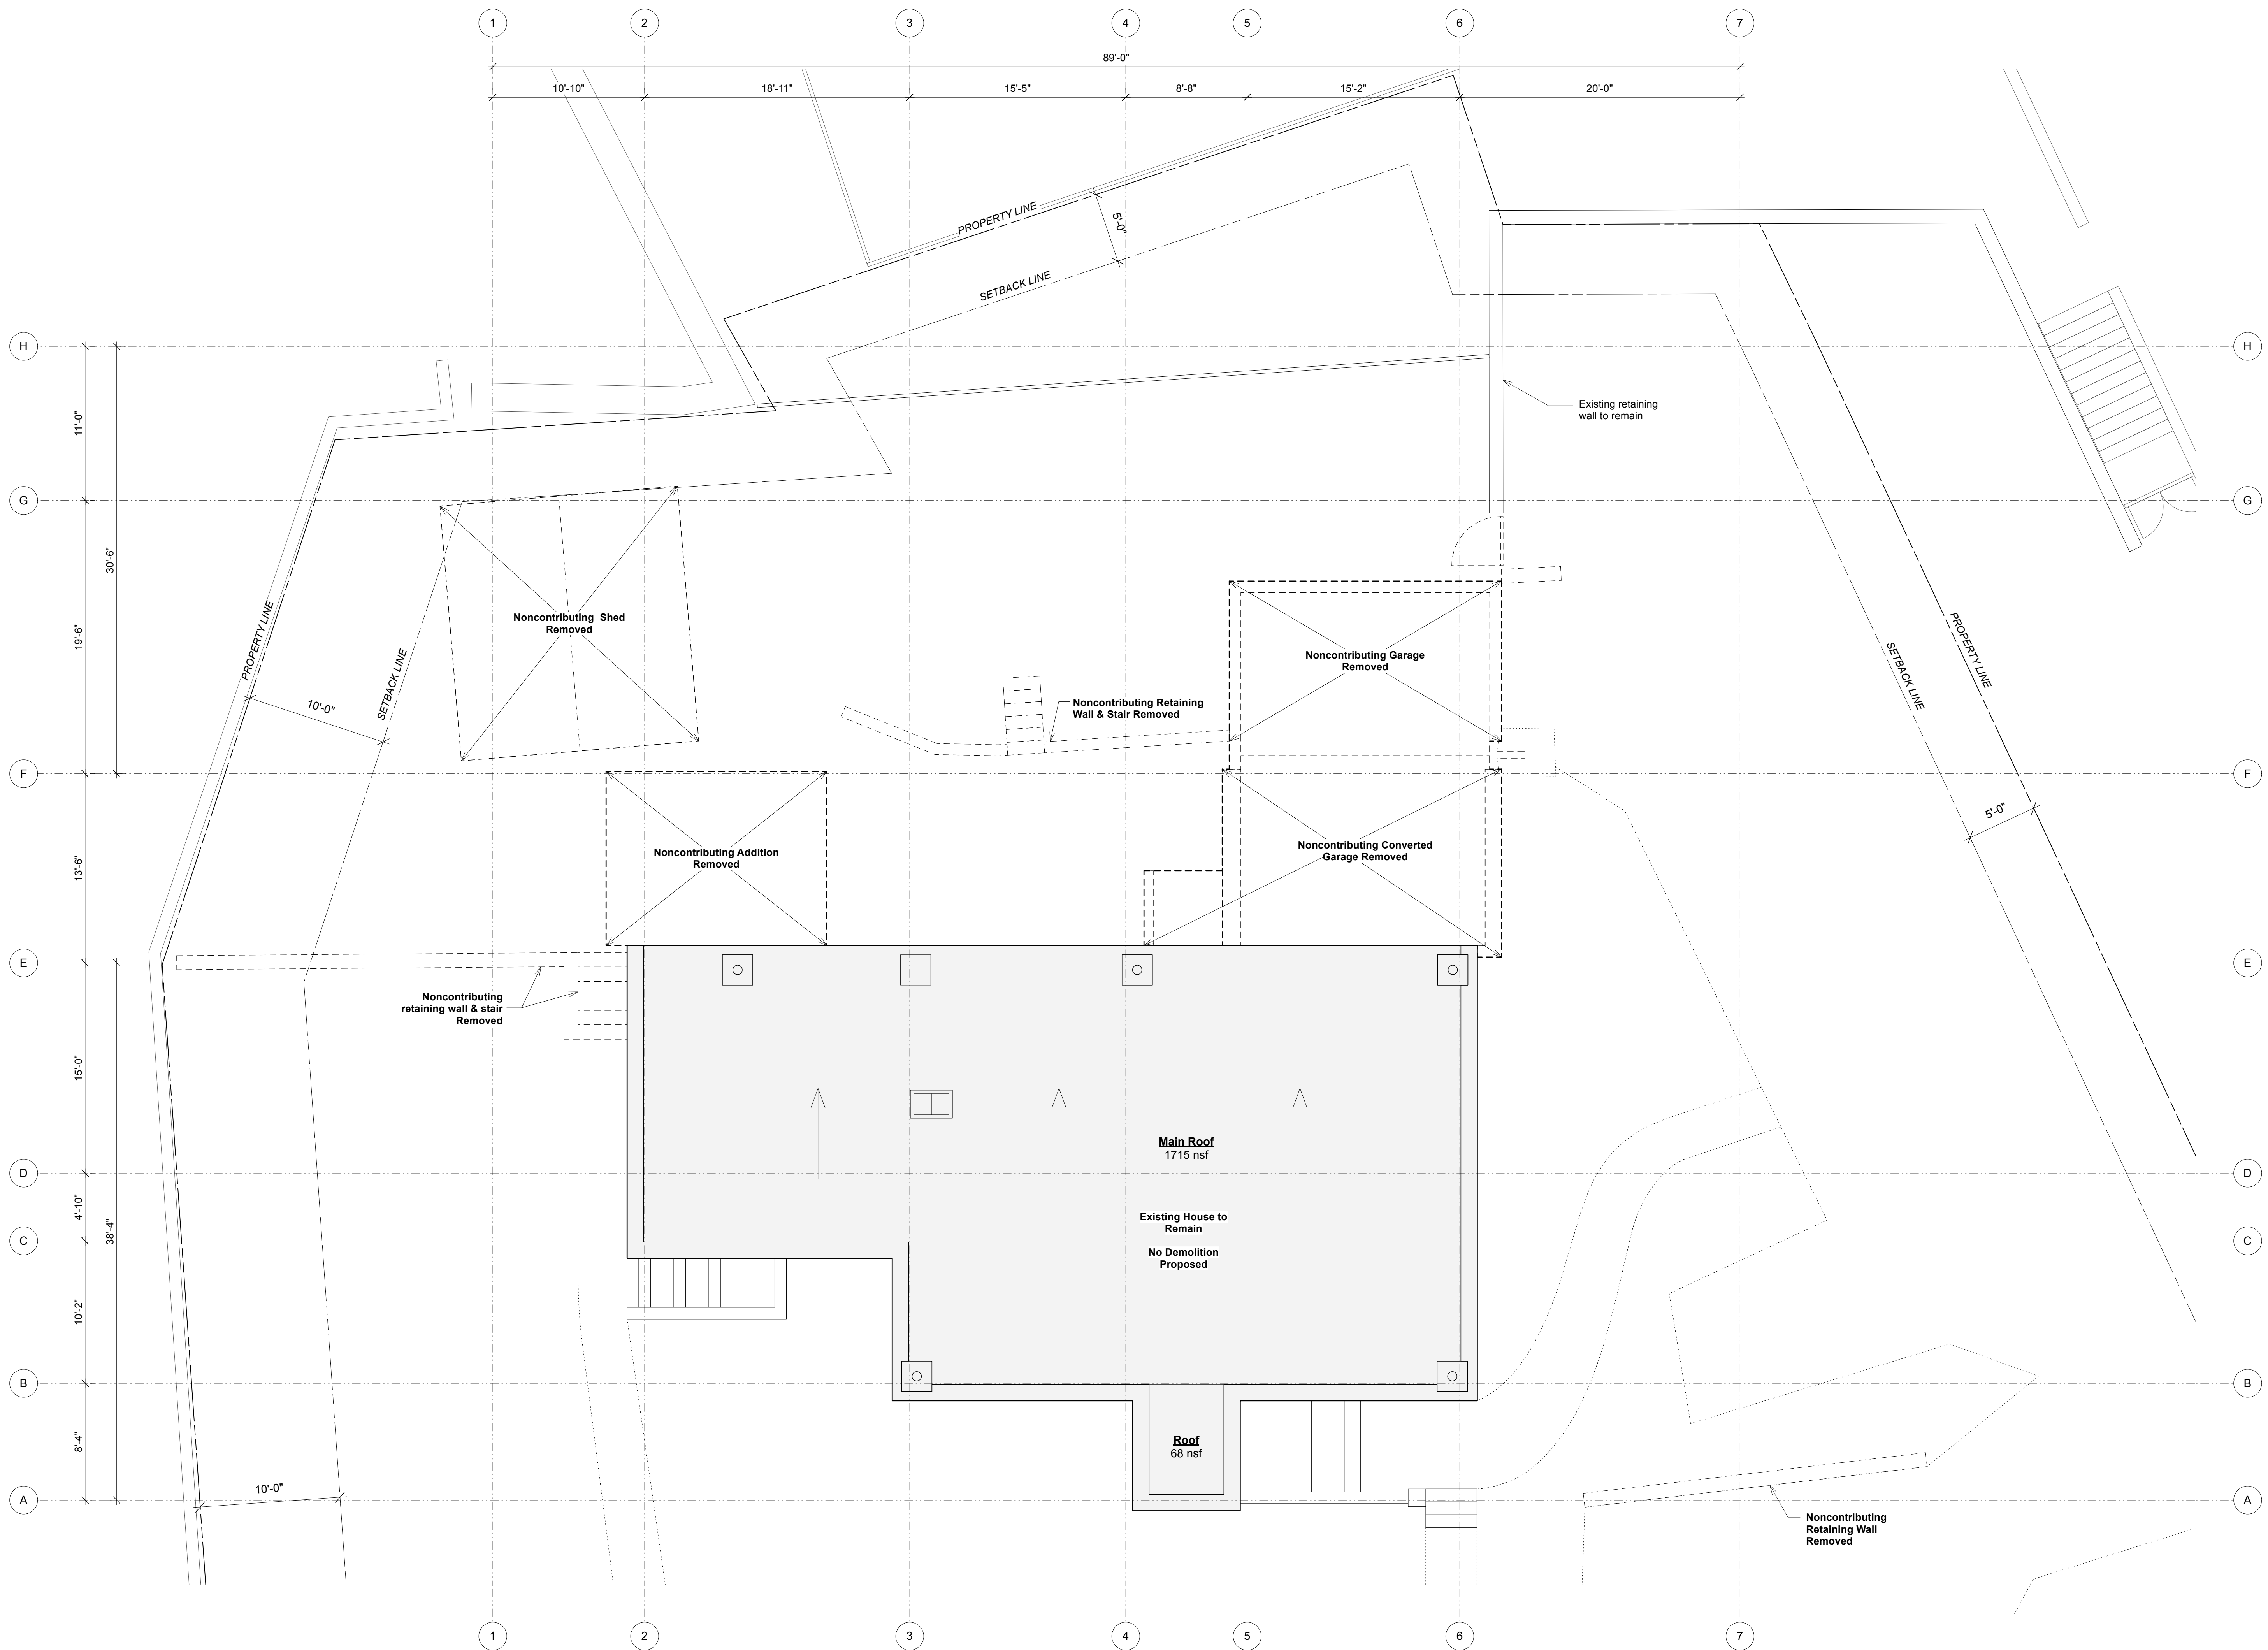 1
2
3
4
5
6
7
89'-0"
10'-10"
18'-11"
15'-5"
8'-8"
15'-2"
20'-0"
PROPERTY LINE
5'-0"
SETBACK LINE
H
H
11'-0"
Existing retaining
wall to remain
G
G
30'-6"
19'-6"
PROPERTY LINE
SETBACK LINE
10'-0"
Noncontributing Shed
Removed
Noncontributing Garage
Removed
Noncontributing Retaining
Wall & Stair Removed
PROPERTY LINE
SETBACK LINE
5'-0"
F
F
13'-6"
Noncontributing Addition
Removed
Noncontributing Converted
Garage Removed
E
E
Noncontributing
retaining wall & stair
Removed
15'-0"
Main Roof
1715 nsf
D
D
4'-10"
38'-4"
Existing House to
Remain
No Demolition
Proposed
C
C
10'-2"
B
B
8'-4"
Roof
68 nsf
10'-0"
A
A
Noncontributing
Retaining Wall
Removed
1
2
3
4
5
6
7